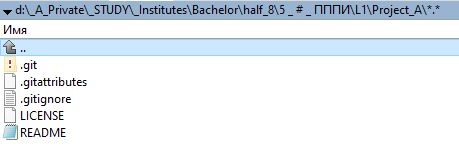 d:\_A_Private\_STUDY\_Institutes\Bachelor\half_8\5 _ # _ ПППИ\L1\Project_A\*.*
Имя
..
.git
.gitattributes
.gitignore
LICENSE
README